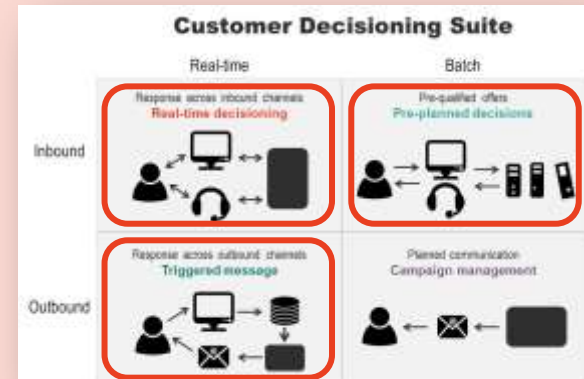 Customer Decisioning Suite
Real-time
Batch
Inbound
Response across inbound channels
Real-time decisioning
Pre-qualified offers
Pre-planned decisions
Outbound
Response across outbound channels
Triggered message
Planned communication
Campaign management